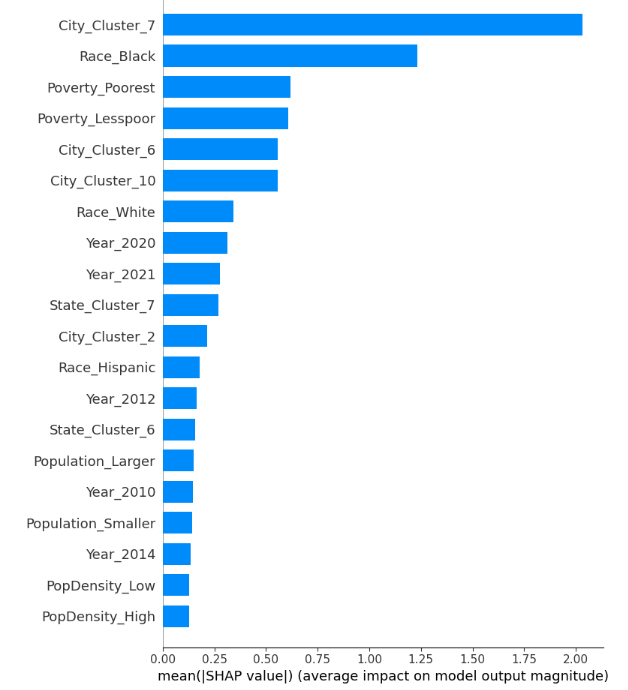 City_Cluster_7
Race_Black
Poverty_Poorest
Poverty_Lesspoor
City_Cluster_6
City_Cluster_10
Race_White
Year_2020
Year_2021
State_Cluster_7
City_Cluster_2
Race_Hispanic
Year_2012
State_Cluster_6
Population_Larger
Year_2010
Population_Smaller
Year_2014
PopDensity_Low
PopDensity_High
0.00 0.25 0.50 0.75 1.00 1.25 1.50 1.75 2.00
mean(|SHAP value|) (average impact on model output magnitude)